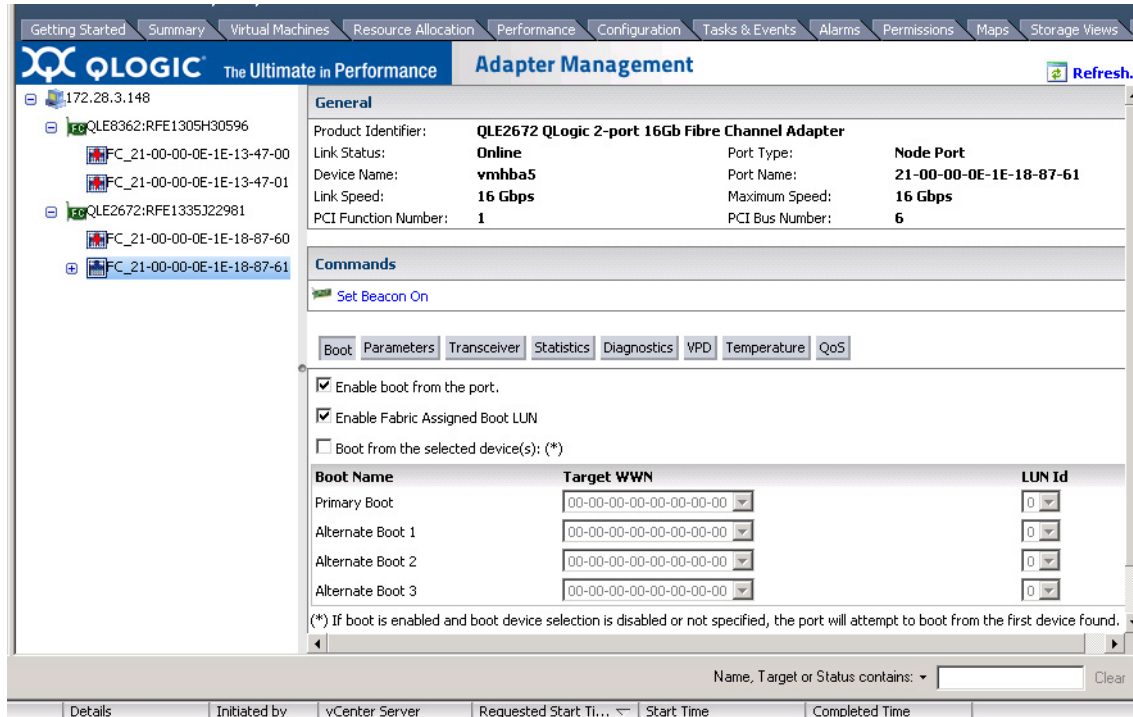 Getting Started Summary Virtual Machines Resource Allocation Performance Configuration Tasks & Events Alarms Permissions Maps Storage Views
QLOGIC The Ultimate in Performance Adapter Management
Refresh.
172.28.3.148
QLE8362:RFE1305H30596
FC_21-00-00-0E-1E-13-47-00
FC_21-00-00-0E-1E-13-47-01
QLE2672:RFE1335J22981
FC_21-00-00-0E-1E-18-87-60
FC_21-00-00-0E-1E-18-87-61
General
Product Identifier: QLE2672 QLogic 2-port 16Gb Fibre Channel Adapter
Link Status: Online Port Type: Node Port
Device Name: vmhba5 Port Name: 21-00-00-0E-1E-18-87-61
Link Speed: 16 Gbps Maximum Speed: 16 Gbps
PCI Function Number: 1 PCI Bus Number: 6
Commands
Set Beacon On
Boot Parameters Transceiver Statistics Diagnostics VPD Temperature QoS
Enable boot from the port.
Enable Fabric Assigned Boot LUN
Boot from the selected device(s): (*)
Boot Name Target WWN LUN Id
Primary Boot 00-00-00-00-00-00-00-00 0
Alternate Boot 1 00-00-00-00-00-00-00-00 0
Alternate Boot 2 00-00-00-00-00-00-00-00 0
Alternate Boot 3 00-00-00-00-00-00-00-00 0
(*) If boot is enabled and boot device selection is disabled or not specified, the port will attempt to boot from the first device found.
Name, Target or Status contains: Clear
Details Initiated by vCenter Server Requested Start Ti... Start Time Completed Time